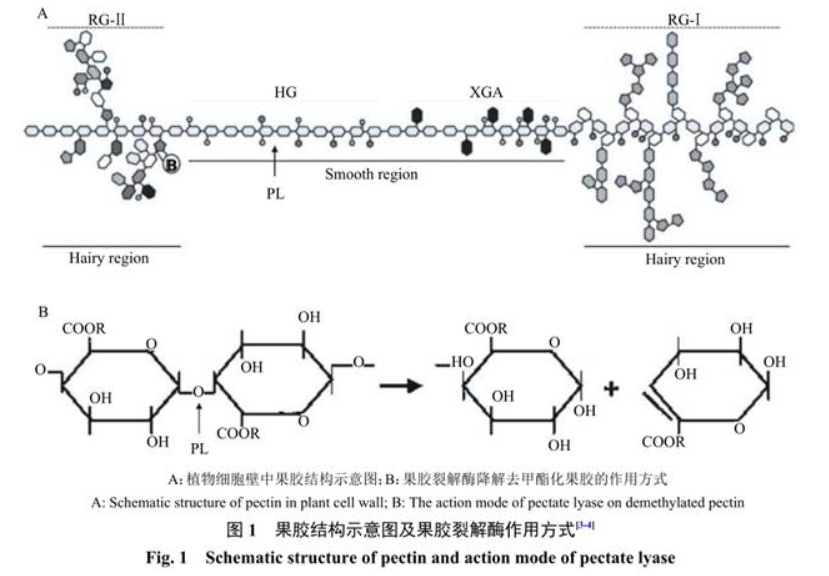 A
RG-II
RG-I
HG
XGA
B
PL
Smooth region
Hairy region
Hairy region
B
COOR
O
O
OH
OH
O
PL
OH
OH
COOR
O
O
COOR
O
HO
OH
OH
OH
OH
OH
OH
COOR
O
A: 植物细胞壁中果胶结构示意图; B: 果胶裂解酶降解去甲酯化果胶的作用方式
A: Schematic structure of pectin in plant cell wall; B: The action mode of pectate lyase on demethylated pectin
图 1 果胶结构示意图及果胶裂解酶作用方式[3-4]
Fig. 1 Schematic structure of pectin and action mode of pectate lyase